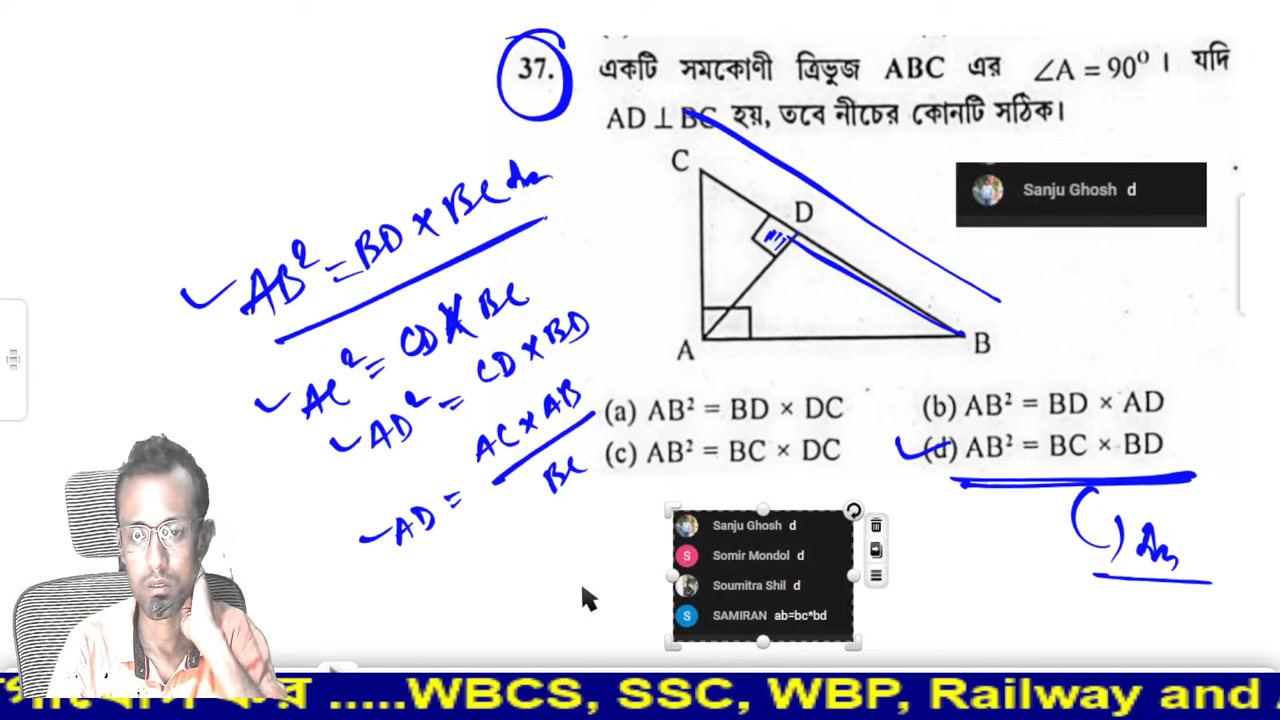 37. একটি সমকোণী ত্রিভুজ ABC এর ∠A = 90⁰ । যদি
AD ⊥ BC হয়, তবে নীচের কোনটি সঠিক।
C
D
A
B
(a) AB² = BD × DC
(b) AB² = BD × AD
(c) AB² = BC × DC
(d) AB² = BC × BD
Sanju Ghosh d
AB² = BD × BC
AC² = CD × BC
AD² = CD × BD
AD = AC × AB
BC
Sanju Ghosh d
S Somir Mondol d
Soumitra Shil d
S SAMIRAN ab=bc*bd
.....WBCS, SSC, WBP, Railway and